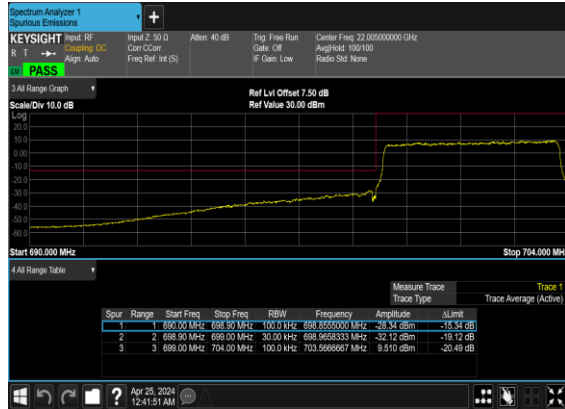 Spectrum Analyzer 1
Spurious Emissions
+
KEYSIGHT Input: RF Input Z: 50 Ω Atten: 40 dB Trig: Free Run Center Freq: 22.005000000 GHz
R T Coupling: DC Corr CCorr Gate: Off Avg|Hold: 100/100
Align: Auto Freq Ref: Int (S) IF Gain: Low Radio Std: None
PASS
3 All Range Graph
Ref Lvl Offset 7.50 dB
Scale/Div 10.0 dB Ref Value 30.00 dBm
Log
20.0
10.0
0.00
-10.0
-20.0
-30.0
-40.0
-50.0
-60.0
Start 690.000 MHz Stop 704.000 MH
4 All Range Table
Measure Trace Trace 1
Trace Type Trace Average (Active)
Spur Range Start Freq Stop Freq RBW Frequency Amplitude ΔLimit
1 1 690.00 MHz 698.90 MHz 100.0 kHz 698.8555000 MHz -28.34 dBm -15.34 dB
2 2 698.90 MHz 699.00 MHz 30.00 kHz 698.9658333 MHz -32.12 dBm -19.12 dB
3 3 699.00 MHz 704.00 MHz 100.0 kHz 703.5666667 MHz 9.510 dBm -20.49 dB
? Apr 25, 2024
12:41:51 AM